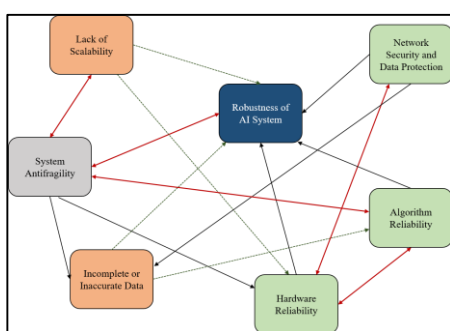 Lack of
Scalability
Network
Security and
Data Protection
Robustness of
AI System
System
Antifragility
Algorithm
Reliability
Incomplete or
Inaccurate Data
Hardware
Reliability